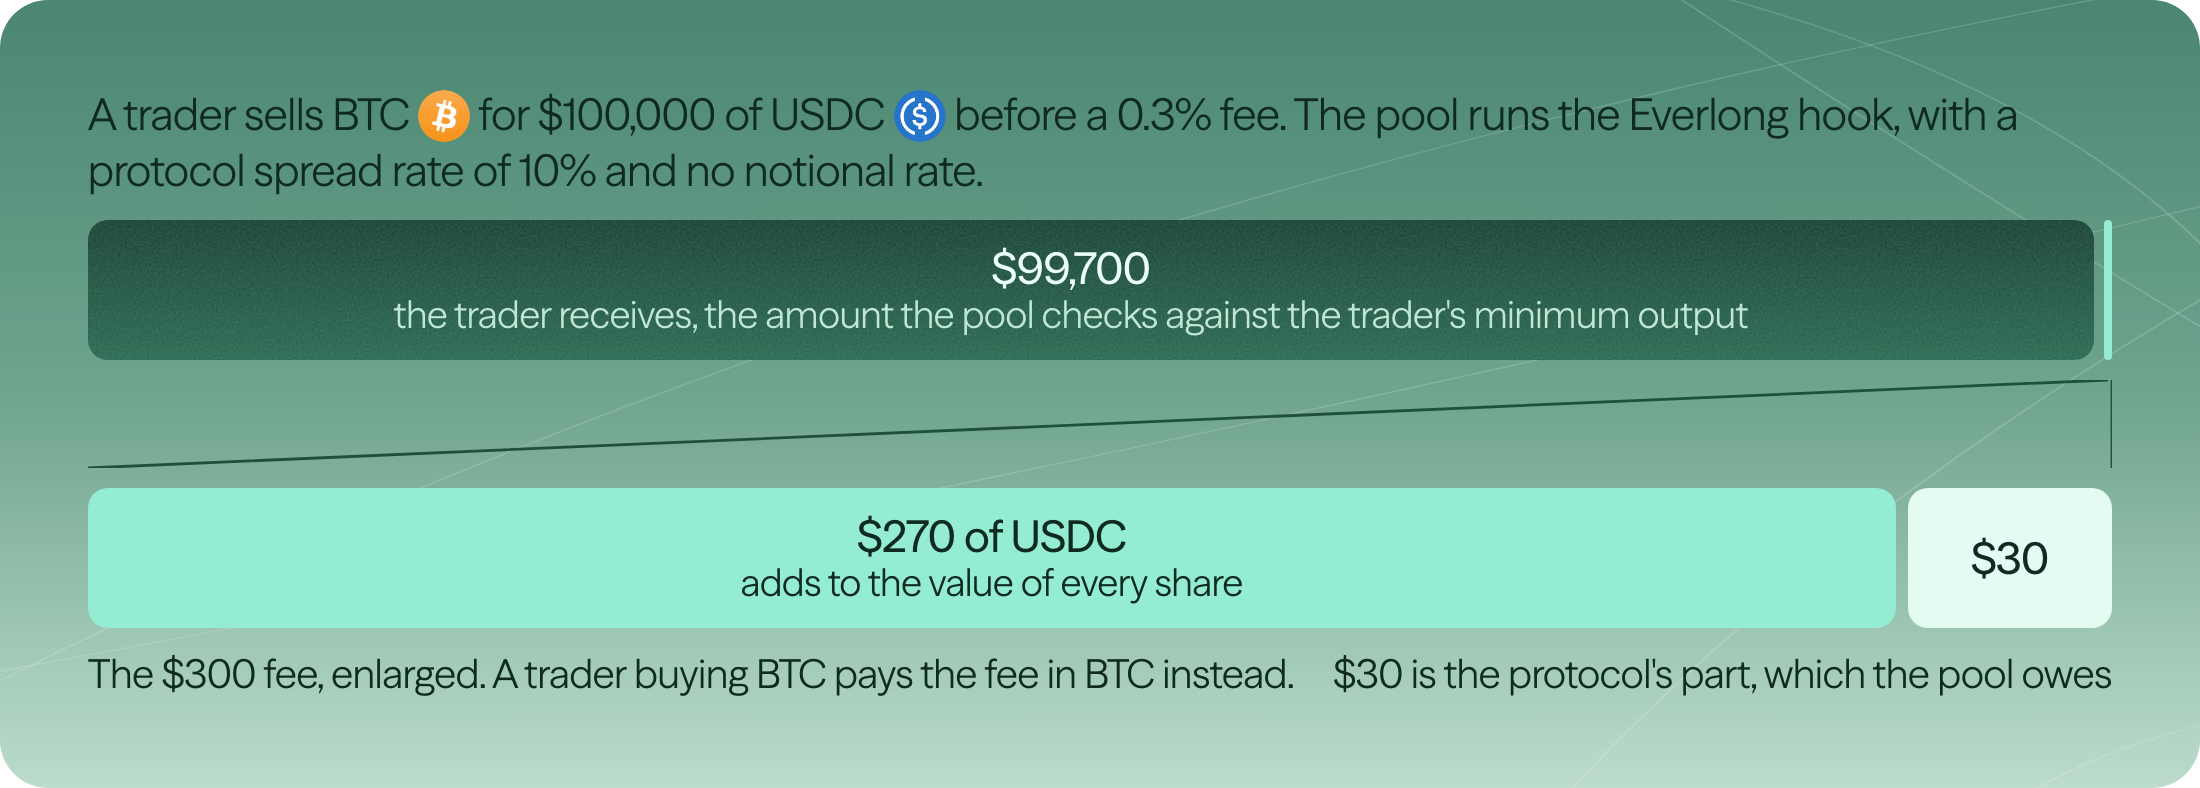 A trader sells BTC for $100,000 of USDC before a 0.3% fee. The pool runs the Everlong hook, with a
protocol spread rate of 10% and no notional rate.
$99,700
the trader receives, the amount the pool checks against the trader's minimum output
$270 of USDC
adds to the value of every share
$30
The $300 fee, enlarged. A trader buying BTC pays the fee in BTC instead.
$30 is the protocol's part, which the pool owes